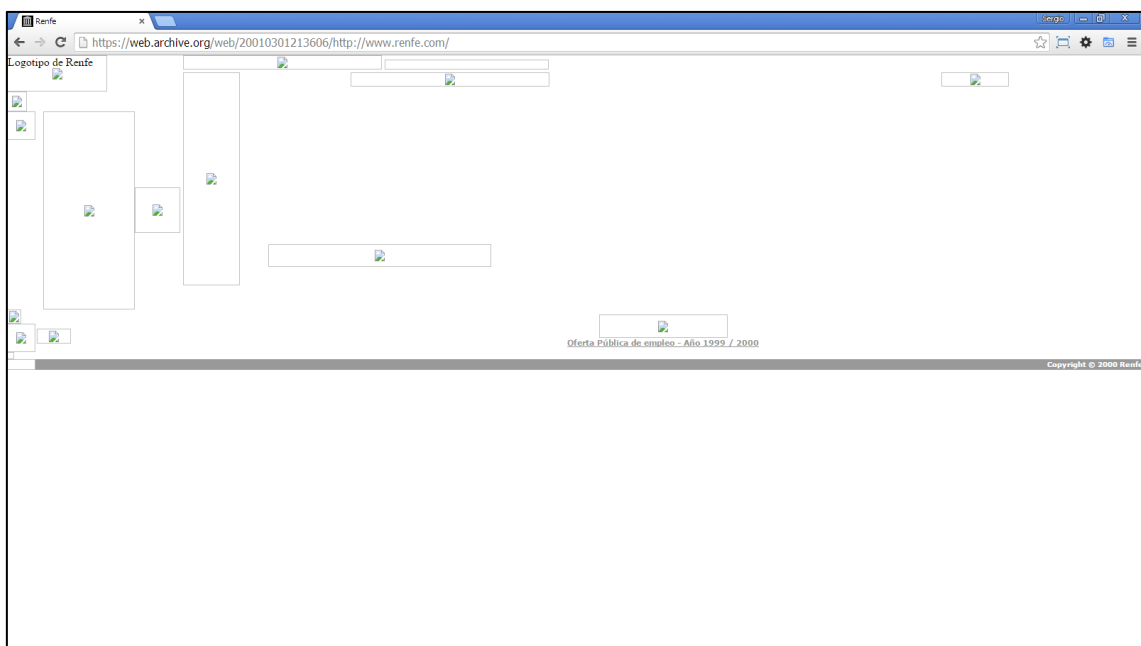 Renfe
Sergio
https://web.archive.org/web/20010301213606/http://www.renfe.com/
Logotipo de Renfe
Oferta Pública de empleo - Año 1999 / 2000
Copyright © 2000 Renfe